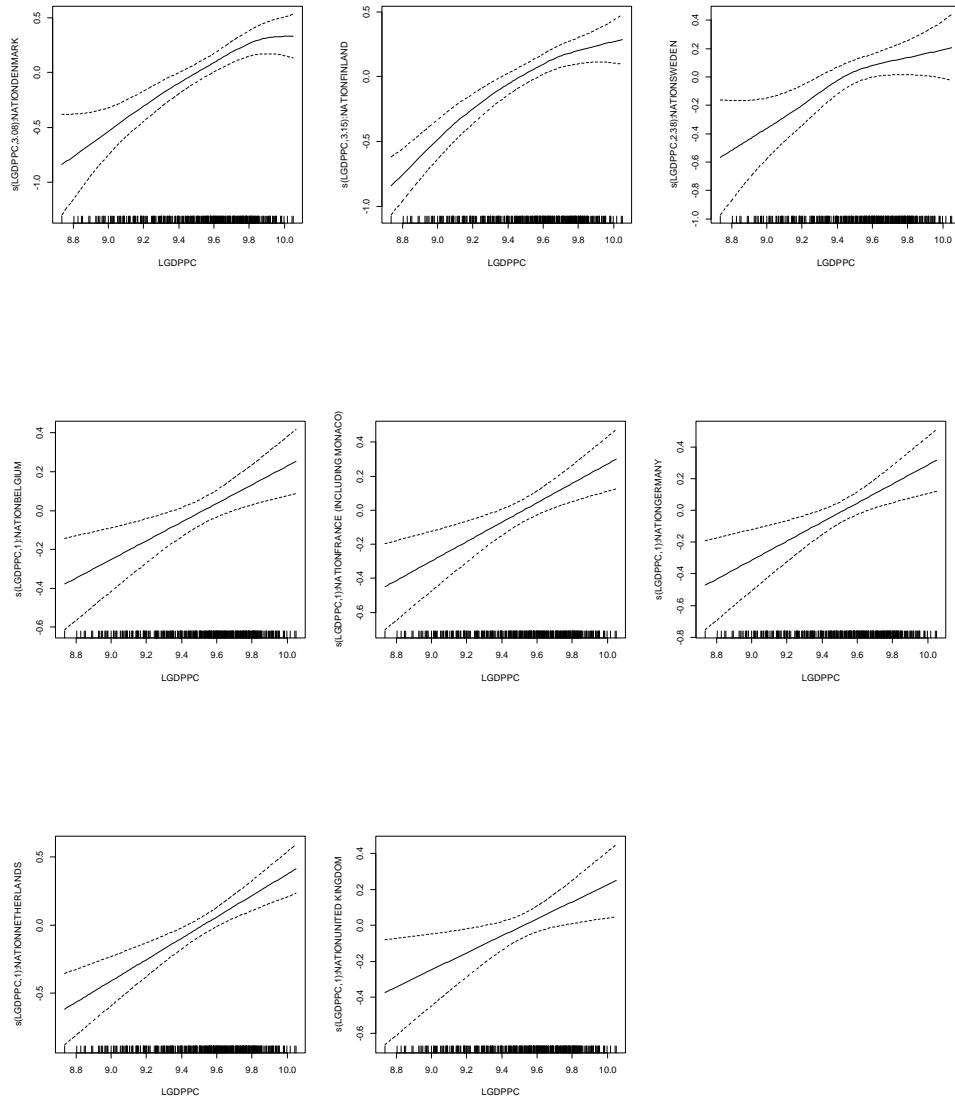 s(LGDPPC,3.08):NATIONDENMARK
0.5
0.0
-0.5
-1.0
8.8 9.0 9.2 9.4 9.6 9.8 10.0
LGDPPC
s(LGDPPC,3.15):NATIONFINLAND
0.5
0.0
-0.5
-1.0
8.8 9.0 9.2 9.4 9.6 9.8 10.0
LGDPPC
s(LGDPPC,2.38):NATIONSWEDEN
0.4
0.2
0.0
-0.2
-0.4
-0.6
-0.8
-1.0
8.8 9.0 9.2 9.4 9.6 9.8 10.0
LGDPPC
s(LGDPPC,1):NATIONBELGIUM
0.4
0.2
0.0
-0.2
-0.4
-0.6
8.8 9.0 9.2 9.4 9.6 9.8 10.0
LGDPPC
s(LGDPPC,1):NATIONFRANCE (INCLUDING MONACO)
0.4
0.2
0.0
-0.2
-0.4
-0.6
8.8 9.0 9.2 9.4 9.6 9.8 10.0
LGDPPC
s(LGDPPC,1):NATIONGERMANY
0.4
0.2
0.0
-0.2
-0.4
-0.6
-0.8
8.8 9.0 9.2 9.4 9.6 9.8 10.0
LGDPPC
s(LGDPPC,1):NATIONNETHERLANDS
0.5
0.0
-0.5
8.8 9.0 9.2 9.4 9.6 9.8 10.0
LGDPPC
s(LGDPPC,1):NATIONUNITED KINGDOM
0.4
0.2
0.0
-0.2
-0.4
-0.6
8.8 9.0 9.2 9.4 9.6 9.8 10.0
LGDPPC